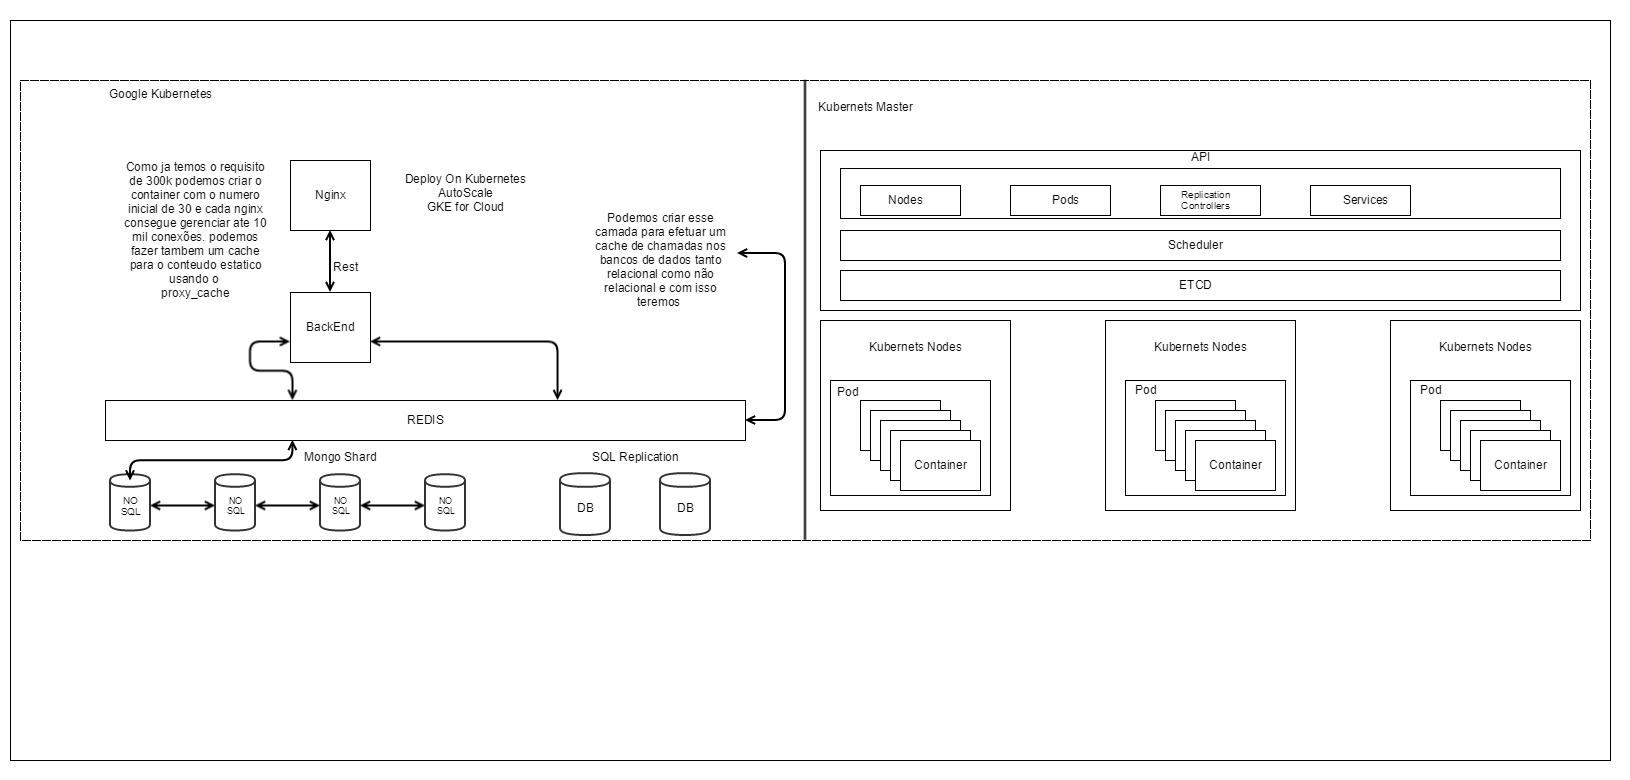 Google Kubernetes
Como ja temos o requisito
de 300k podemos criar o
container com o numero
inicial de 30 e cada nginx
consegue gerenciar ate 10
mil conexões. podemos
fazer tambem um cache
para o conteudo estatico
usando o
proxy_cache
Nginx
Deploy On Kubernetes
AutoScale
GKE for Cloud
Rest
BackEnd
Podemos criar esse
camada para efetuar um
cache de chamadas nos
bancos de dados tanto
relacional como não
relacional e com isso
teremos
REDIS
Mongo Shard
SQL Replication
NO
SQL
NO
SQL
NO
SQL
NO
SQL
DB
DB
Kubernets Master
API
Nodes
Pods
Replication
Controllers
Services
Scheduler
ETCD
Kubernets Nodes
Pod
Container
Kubernets Nodes
Pod
Container
Kubernets Nodes
Pod
Container